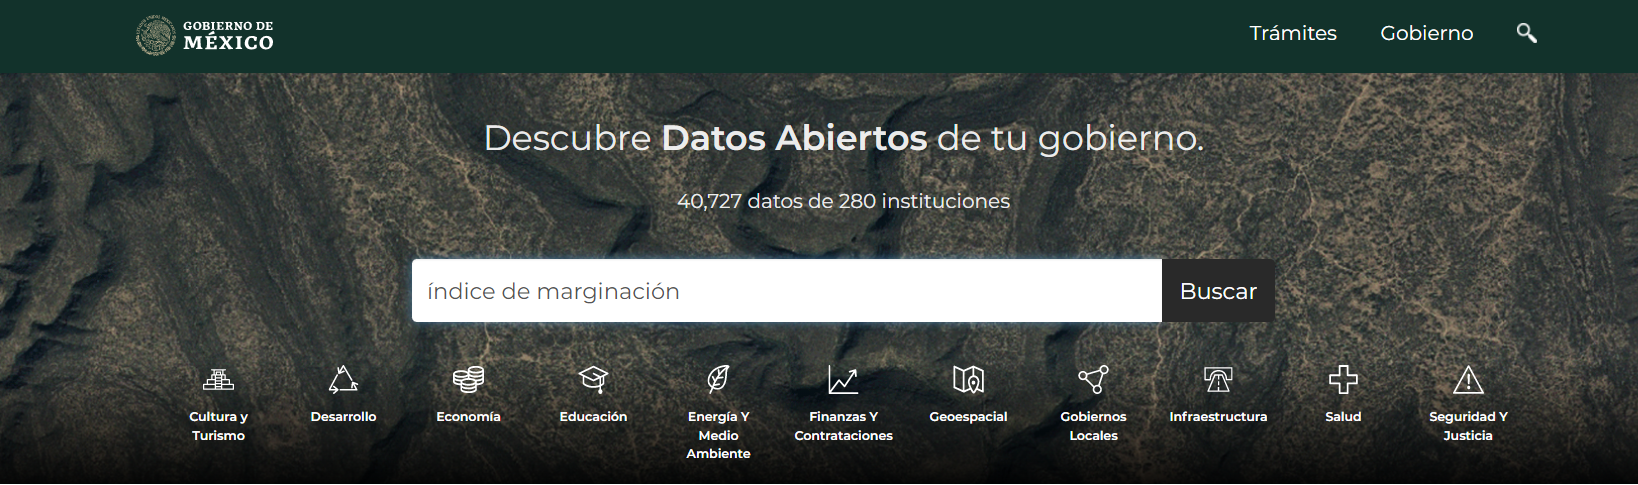 GOBIERNO DE
MÉXICO
Trámites
Gobierno
Descubre Datos Abiertos de tu gobierno.
40,727 datos de 280 instituciones
índice de marginación
Buscar
Cultura y
Turismo
Desarrollo
Economía
Educación
Energía Y
Medio
Ambiente
Finanzas Y
Contrataciones
Geoespacial
Gobiernos
Locales
Infraestructura
Salud
Seguridad Y
Justicia